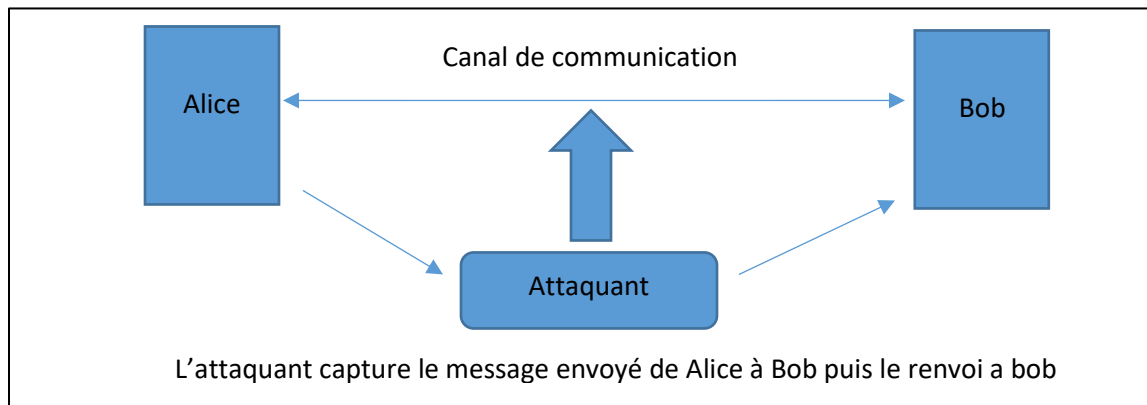 Canal de communication
Alice
Bob
Attaquant
L'attaquant capture le message envoyé de Alice à Bob puis le renvoi a bob